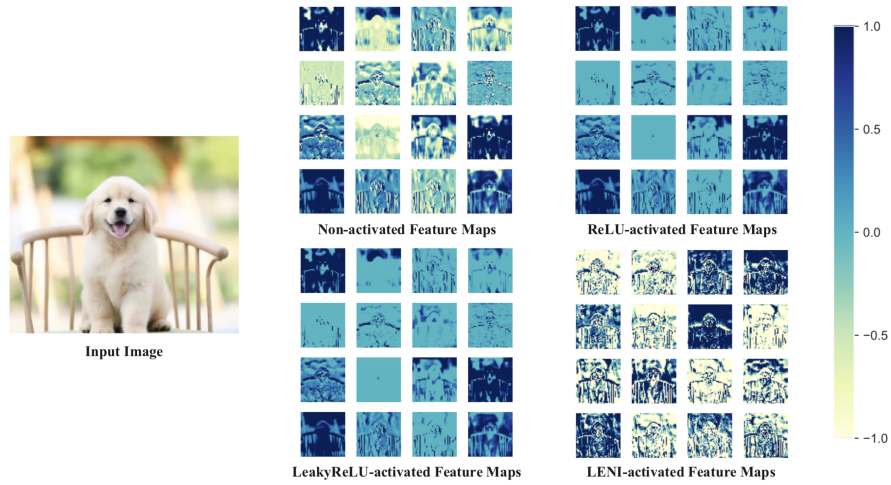 Non-activated Feature Maps
ReLU-activated Feature Maps
Input Image
LeakyReLU-activated Feature Maps
LENI-activated Feature Maps
1.0
0.5
0.0
−0.5
−1.0